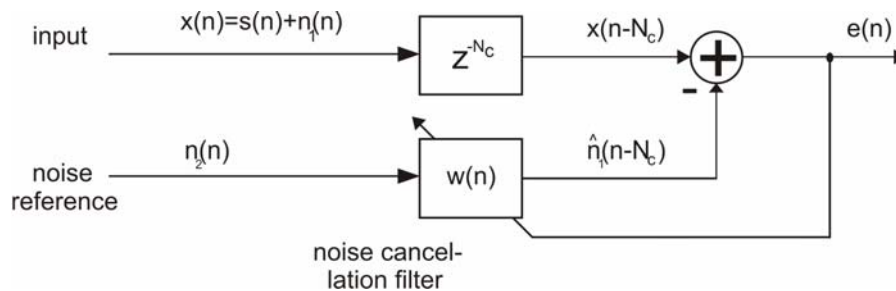 input
x(n)=s(n)+n₁(n)
z⁻ᴺc
x(n-Nc)
+
e(n)
-
noise
reference
n₂(n)
w(n)
n̂₁(n-Nc)
noise cancel-
lation filter